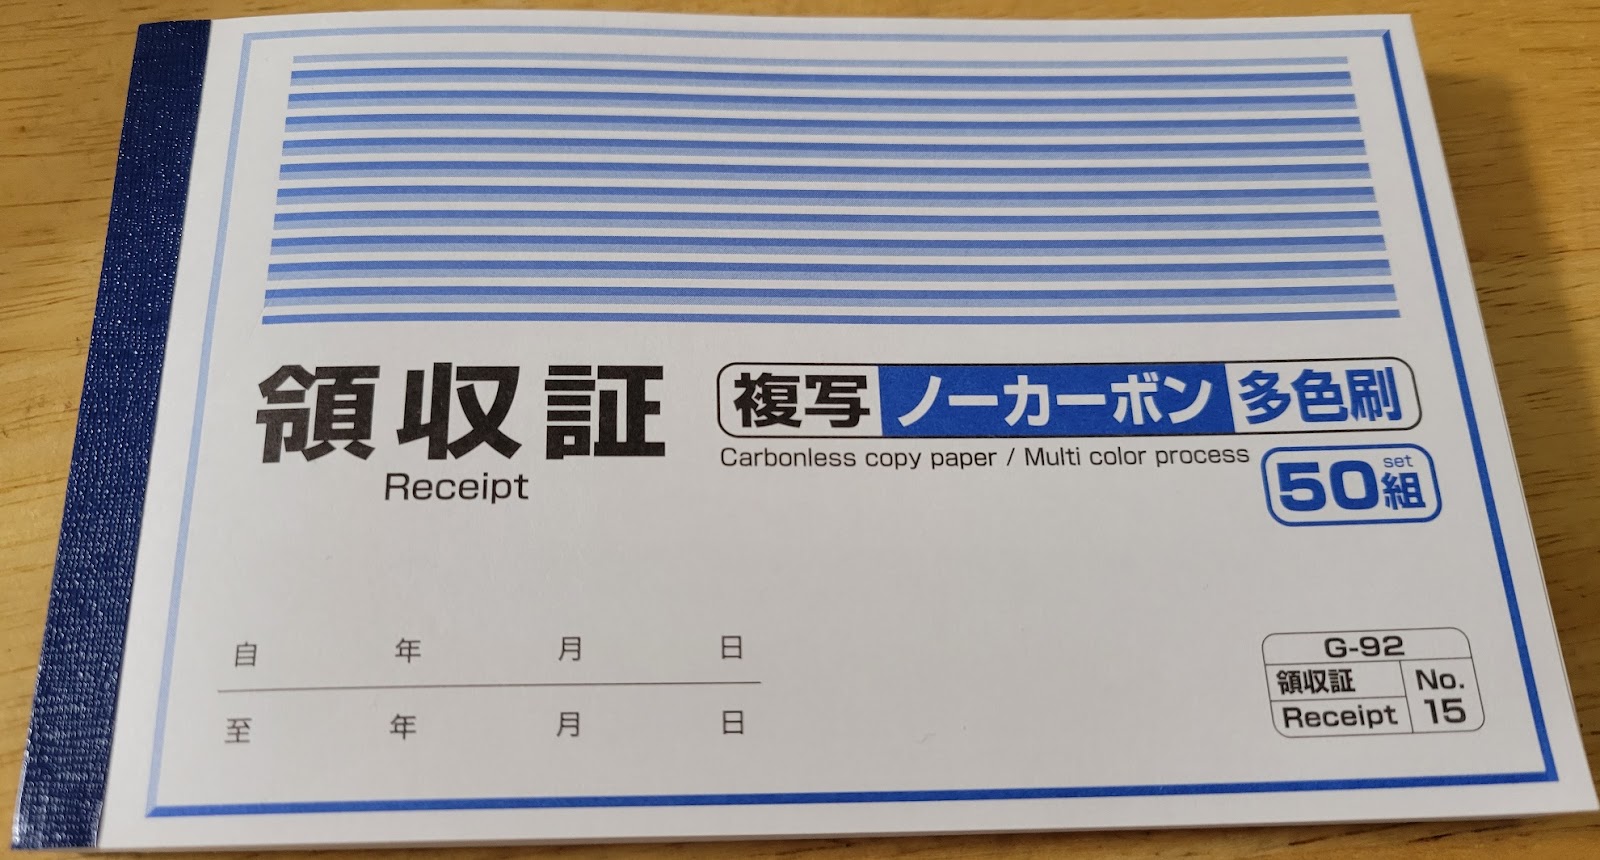 領収証
Receipt
複写 ノーカーボン 多色刷
Carbonless copy paper / Multi color process
50組
set
自 年 月 日
至 年 月 日
G-92
領収証
Receipt
No.
15